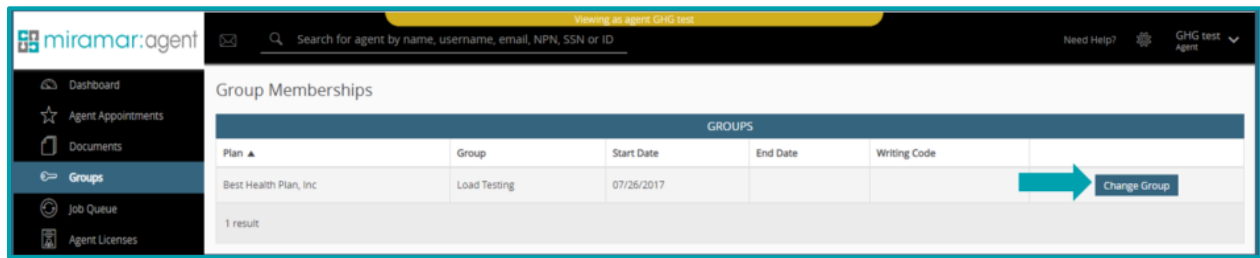 Viewing as agent GHG test
miramar:agent
Search for agent by name, username, email, NPN, SSN or ID
Need Help?
GHG test
Agent
Dashboard
Agent Appointments
Documents
Groups
Job Queue
Agent Licenses
Group Memberships
GROUPS
Plan ▲ Group Start Date End Date Writing Code
Best Health Plan, Inc Load Testing 07/26/2017 Change Group
1 result